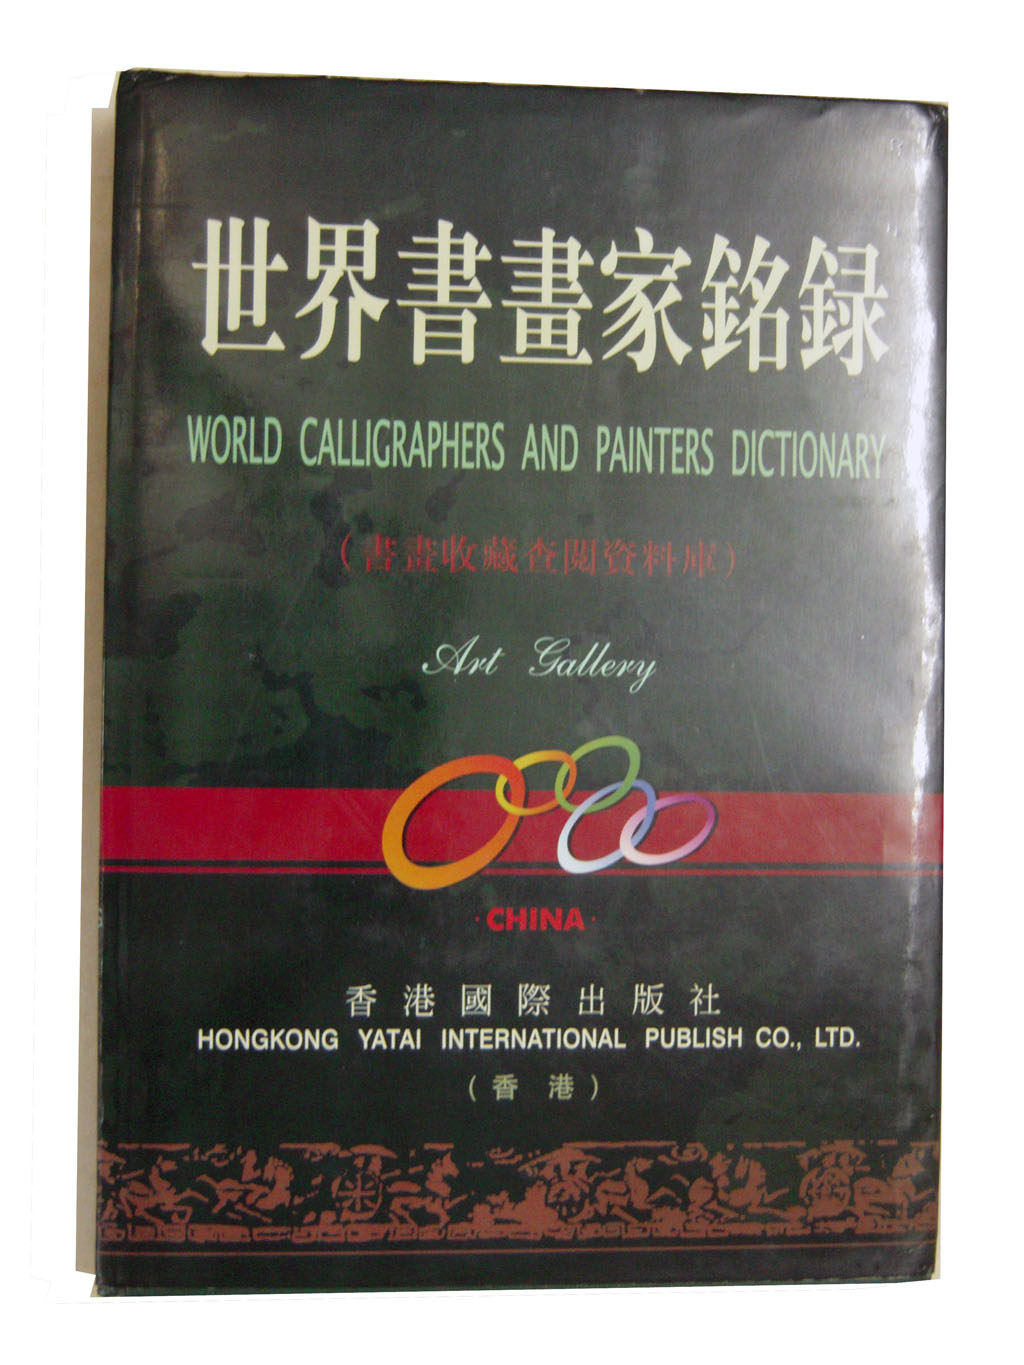 世界書畫家銘録
WORLD CALLIGRAPHERS AND PAINTERS DICTIONARY
(書畫收藏查閲資料庫)
Art Gallery
·CHINA·
香港國際出版社
HONGKONG YATAI INTERNATIONAL PUBLISH CO., LTD.
(香港)